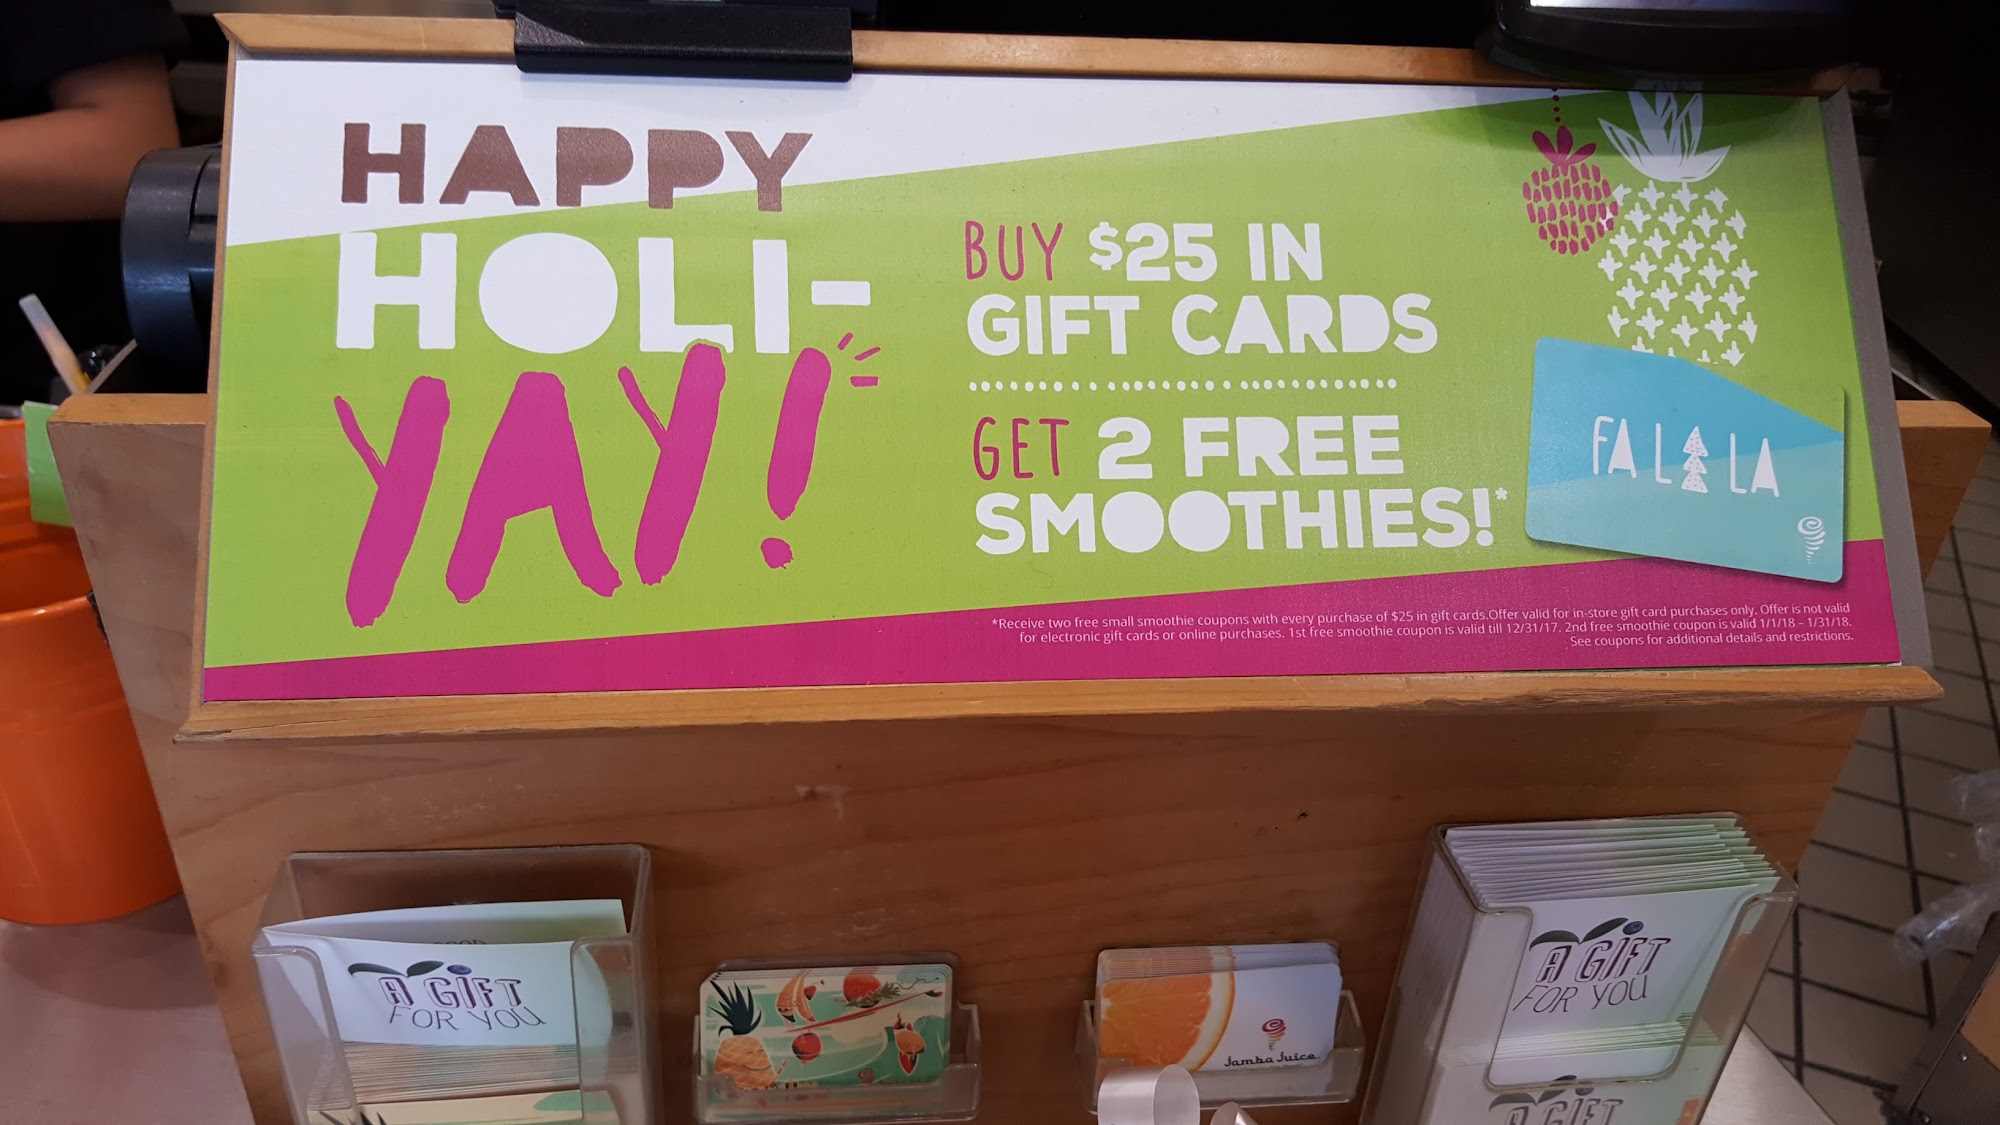 HAPPY
HOLI-
YAY!
BUY $25 IN
GIFT CARDS
GET 2 FREE
SMOOTHIES!*
FA L LA
*Receive two free small smoothie coupons with every purchase of $25 in gift cards.Offer valid for in-store gift card purchases only. Offer is not valid
for electronic gift cards or online purchases. 1st free smoothie coupon is valid till 12/31/17. 2nd free smoothie coupon is valid 1/1/18 - 1/31/18.
See coupons for additional details and restrictions.
A GIFT
FOR YOU
Jamba Juice
A GIFT
FOR YOU
A GIFT